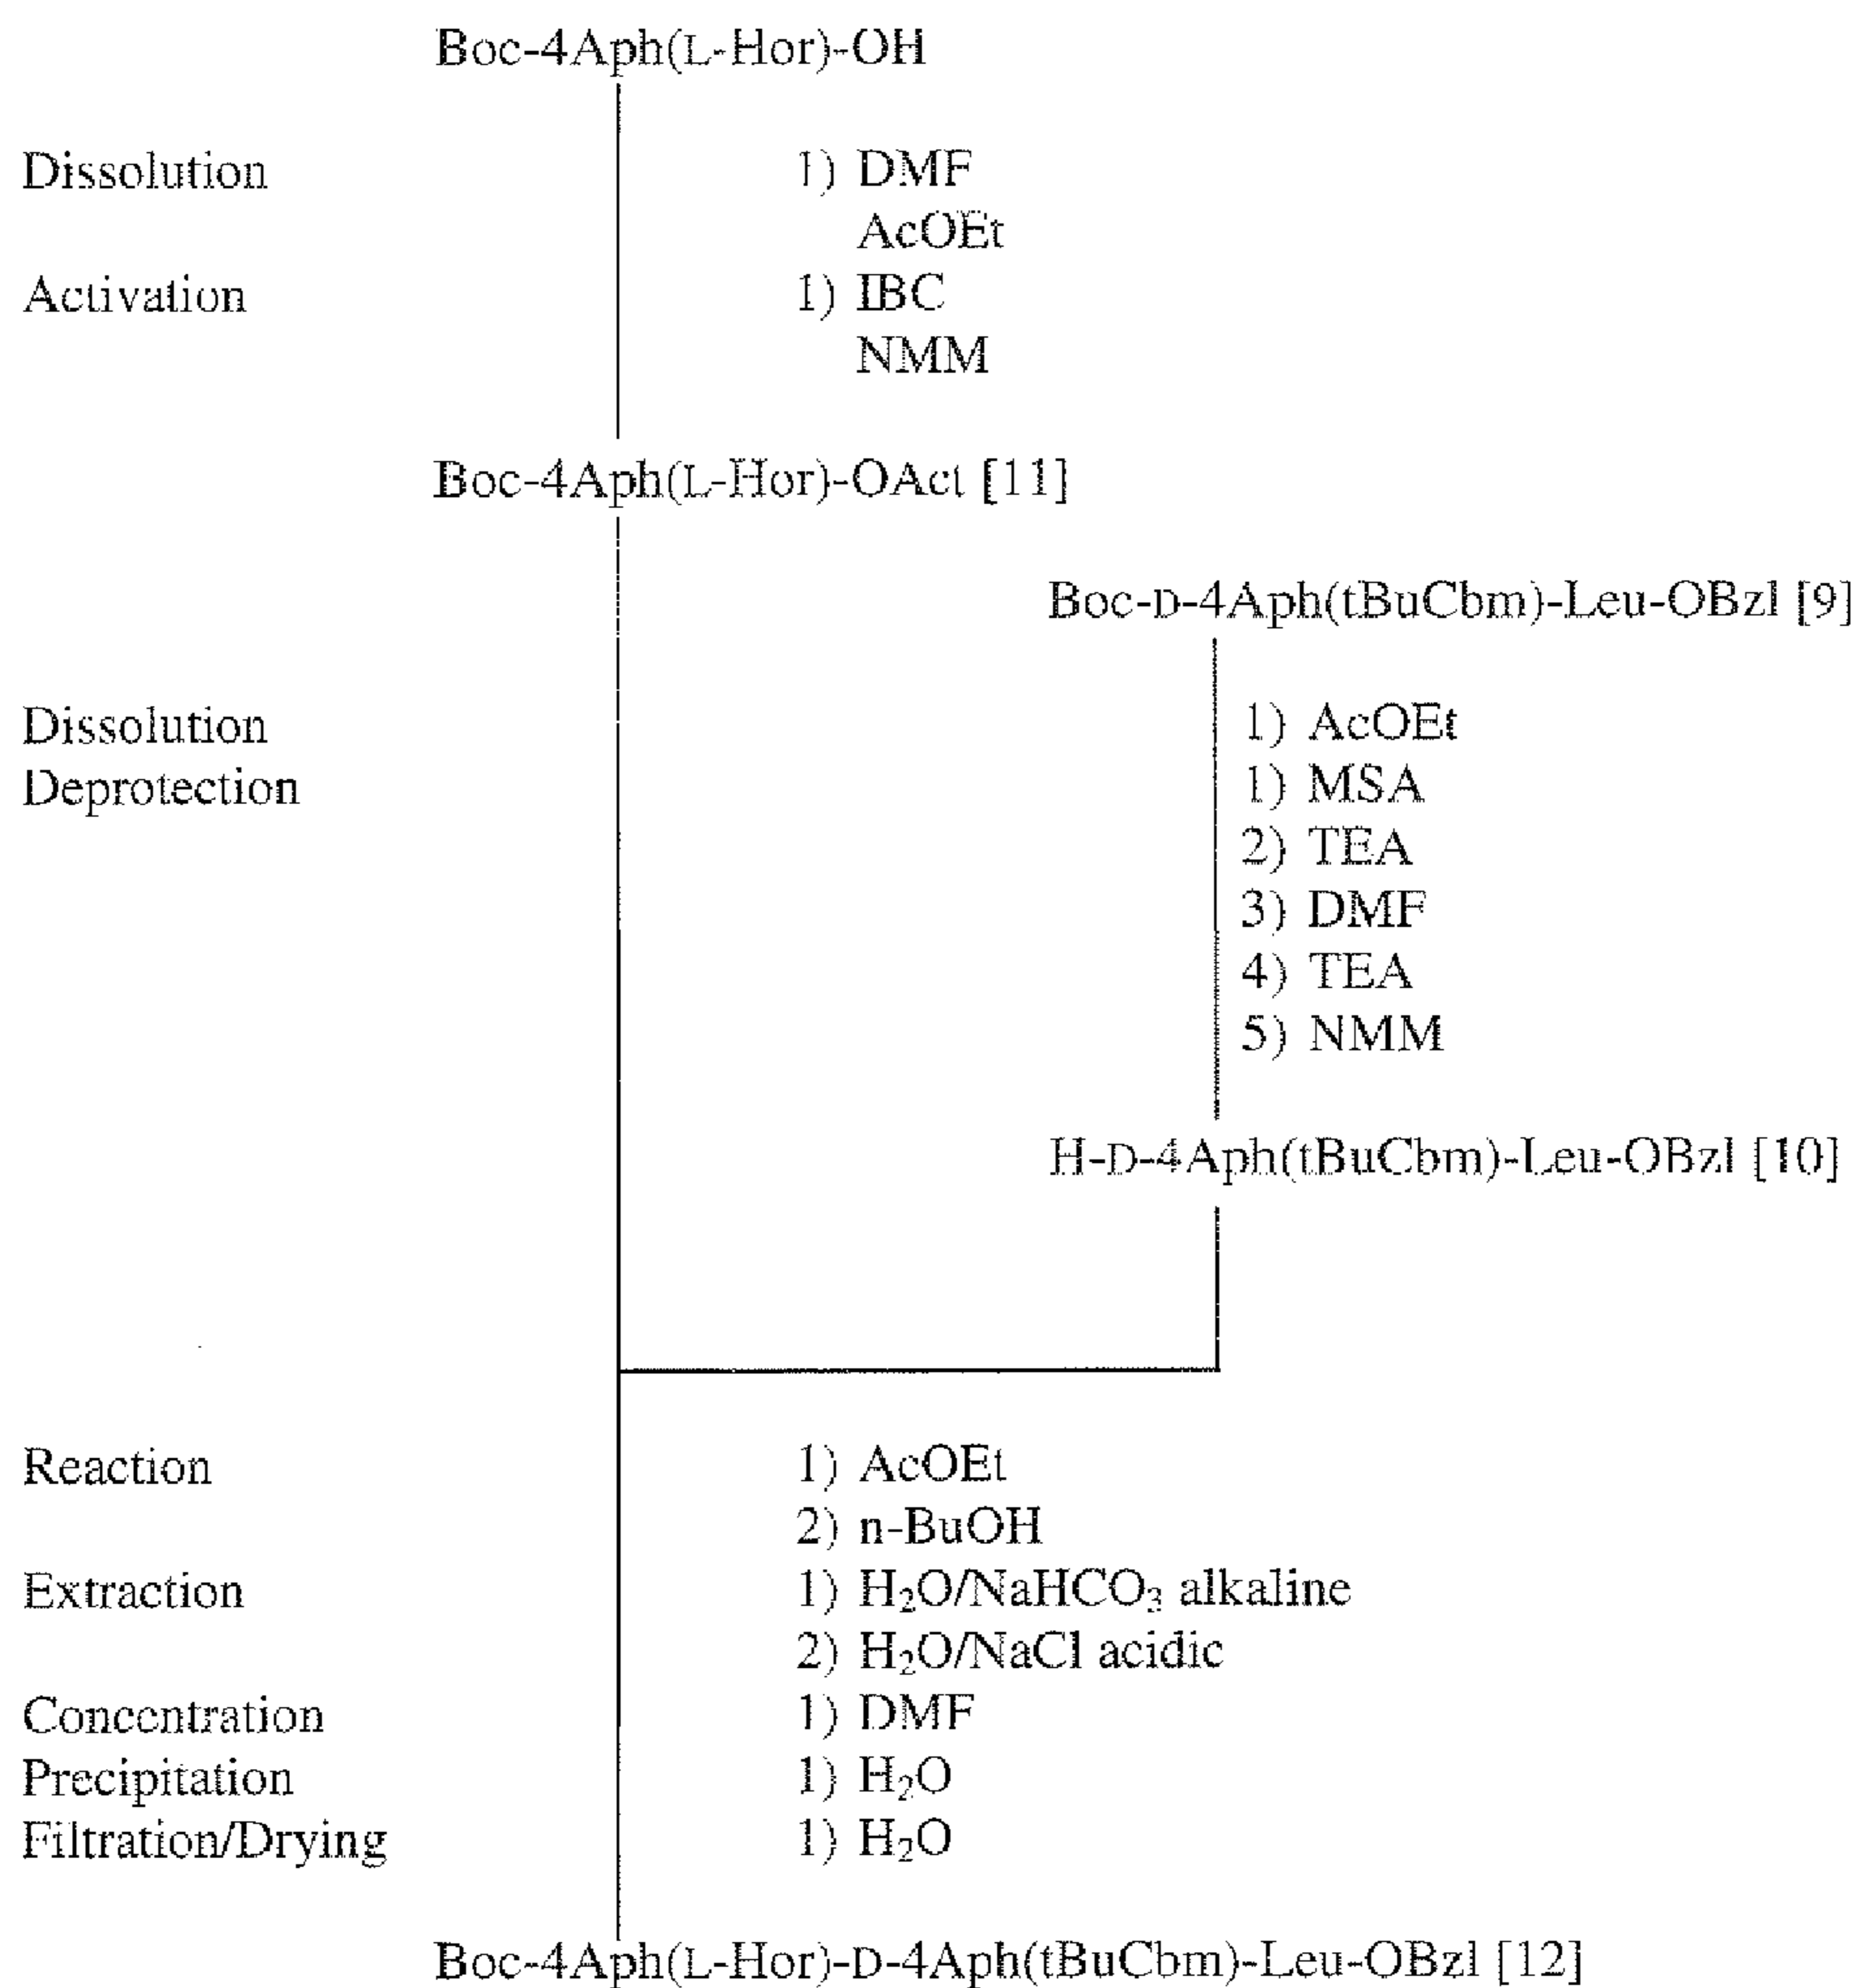 Boc-4Aph(L-Hor)-OH
Dissolution 1) DMF
AcOEt
Activation 1) IBC
NMM
Boc-4Aph(L-Hor)-OAct [11]
Boc-D-4Aph(tBuCbm)-Leu-OBzl [9]
Dissolution 1) AcOEt
Deprotection 1) MSA
2) TEA
3) DMF
4) TEA
5) NMM
H-D-4Aph(tBuCbm)-Leu-OBzl [10]
Reaction 1) AcOEt
2) n-BuOH
Extraction 1) H₂O/NaHCO₃ alkaline
2) H₂O/NaCl acidic
Concentration 1) DMF
Precipitation 1) H₂O
Filtration/Drying 1) H₂O
Boc-4Aph(L-Hor)-D-4Aph(tBuCbm)-Leu-OBzl [12]